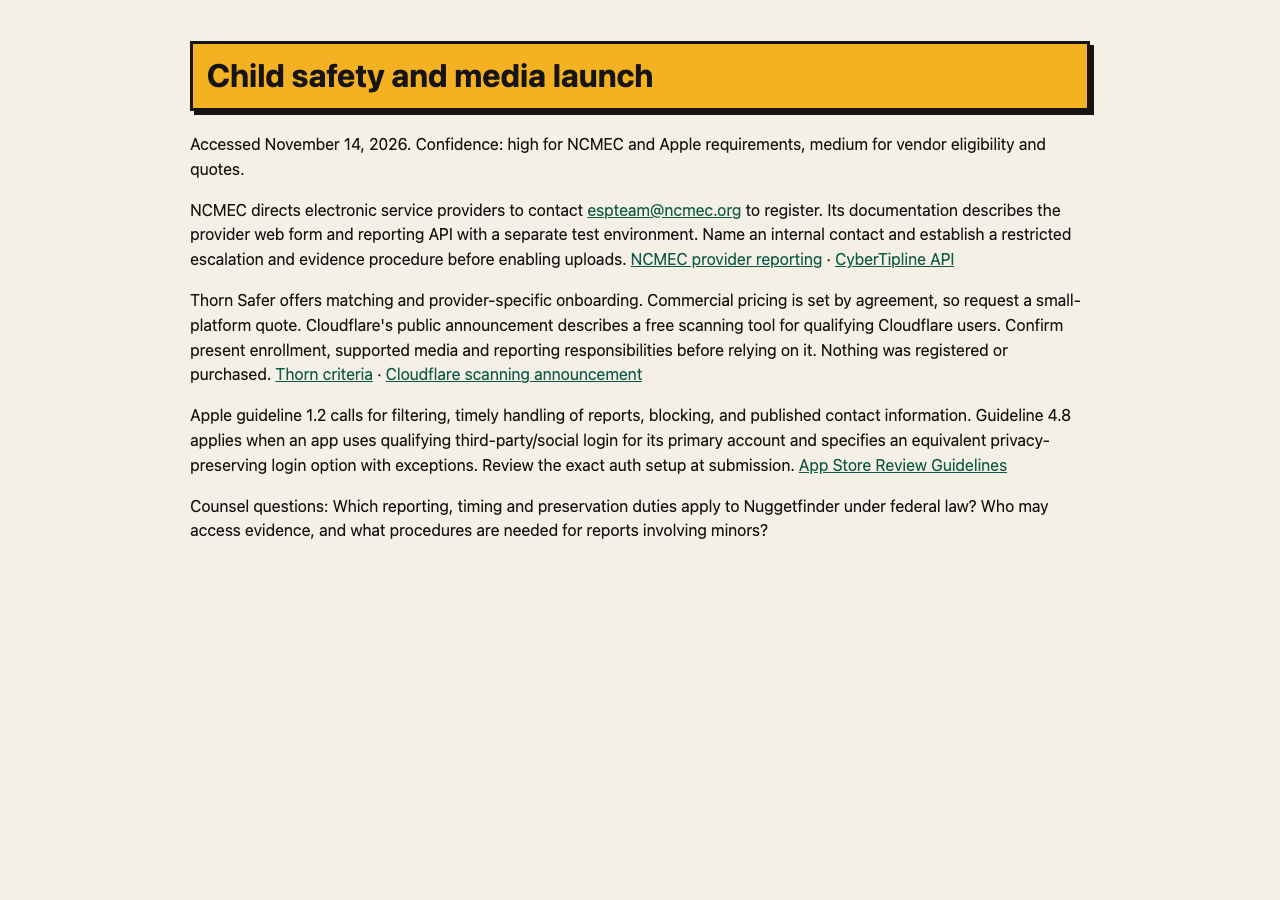 Child safety and media launch
Accessed November 14, 2026. Confidence: high for NCMEC and Apple requirements, medium for vendor eligibility and
quotes.
NCMEC directs electronic service providers to contact espteam@ncmec.org to register. Its documentation describes the
provider web form and reporting API with a separate test environment. Name an internal contact and establish a restricted
escalation and evidence procedure before enabling uploads. NCMEC provider reporting · CyberTipline API
Thorn Safer offers matching and provider-specific onboarding. Commercial pricing is set by agreement, so request a small-
platform quote. Cloudflare's public announcement describes a free scanning tool for qualifying Cloudflare users. Confirm
present enrollment, supported media and reporting responsibilities before relying on it. Nothing was registered or
purchased. Thorn criteria · Cloudflare scanning announcement
Apple guideline 1.2 calls for filtering, timely handling of reports, blocking, and published contact information. Guideline 4.8
applies when an app uses qualifying third-party/social login for its primary account and specifies an equivalent privacy-
preserving login option with exceptions. Review the exact auth setup at submission. App Store Review Guidelines
Counsel questions: Which reporting, timing and preservation duties apply to Nuggetfinder under federal law? Who may
access evidence, and what procedures are needed for reports involving minors?